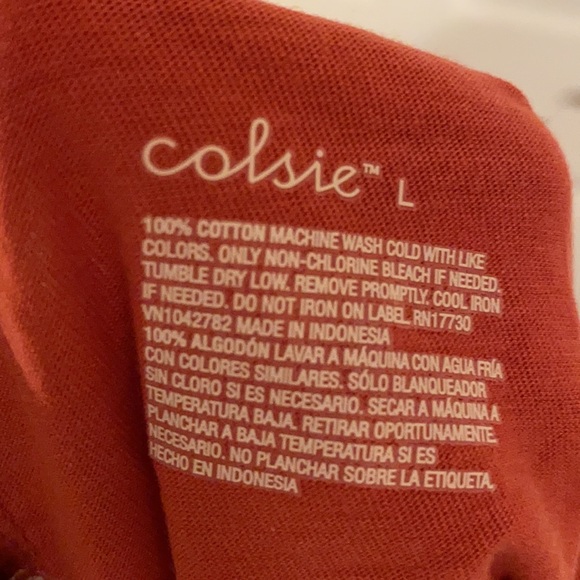 colsie™ L
100% COTTON MACHINE WASH COLD WITH LIKE
COLORS. ONLY NON-CHLORINE BLEACH IF NEEDED.
TUMBLE DRY LOW. REMOVE PROMPTLY. COOL IRON
IF NEEDED. DO NOT IRON ON LABEL. RN17730
VN1042782 MADE IN INDONESIA
100% ALGODÓN LAVAR A MÁQUINA CON AGUA FRÍA
CON COLORES SIMILARES. SÓLO BLANQUEADOR
SIN CLORO SI ES NECESARIO. SECAR A MÁQUINA A
TEMPERATURA BAJA. RETIRAR OPORTUNAMENTE.
PLANCHAR A BAJA TEMPERATURA SI ES
NECESARIO. NO PLANCHAR SOBRE LA ETIQUETA.
HECHO EN INDONESIA